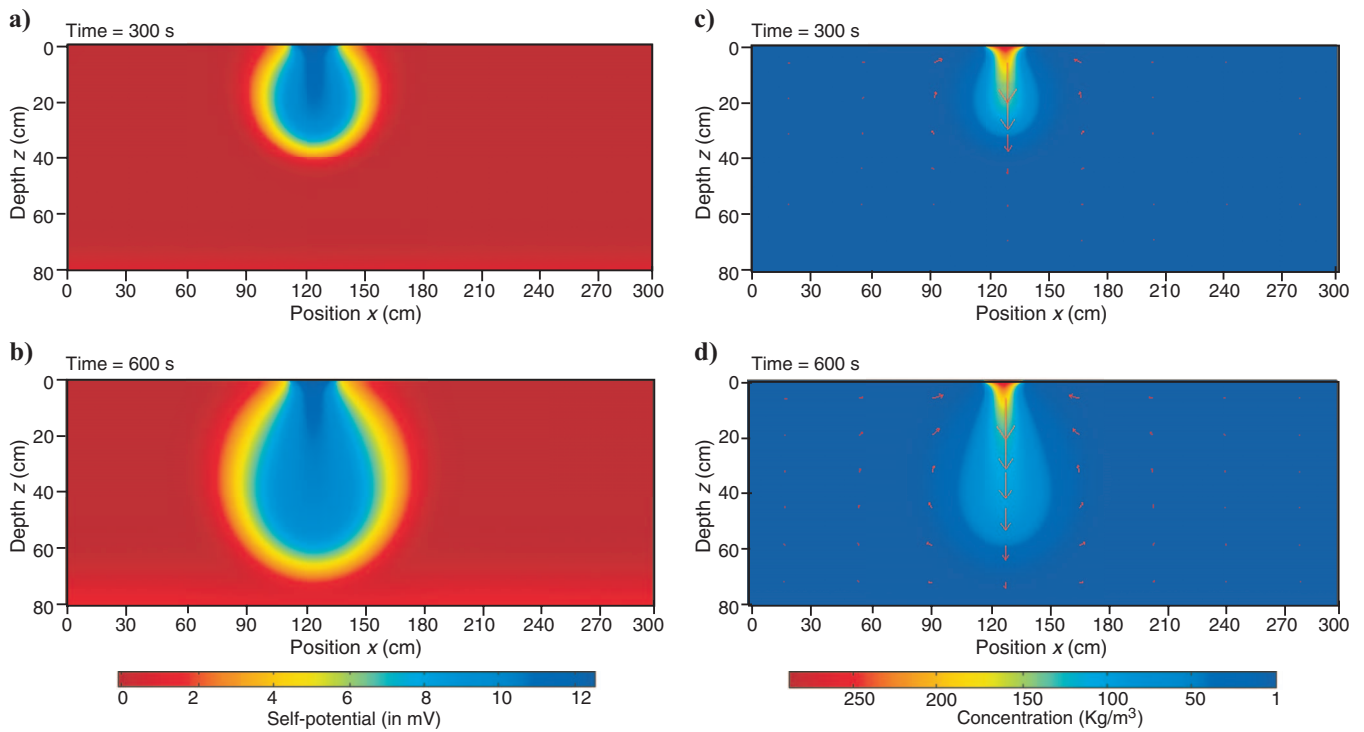 a)
Time = 300 s
0
20
40
60
80
Depth z (cm)
0 30 60 90 120 150 180 210 240 270 300
Position x (cm)
c)
Time = 300 s
0
20
40
60
80
Depth z (cm)
0 30 60 90 120 150 180 210 240 270 300
Position x (cm)
b)
Time = 600 s
0
20
40
60
80
Depth z (cm)
0 30 60 90 120 150 180 210 240 270 300
Position x (cm)
d)
Time = 600 s
0
20
40
60
80
Depth z (cm)
0 30 60 90 120 150 180 210 240 270 300
Position x (cm)
0 2 4 6 8 10 12
Self-potential (in mV)
250 200 150 100 50 1
Concentration (Kg/m³)